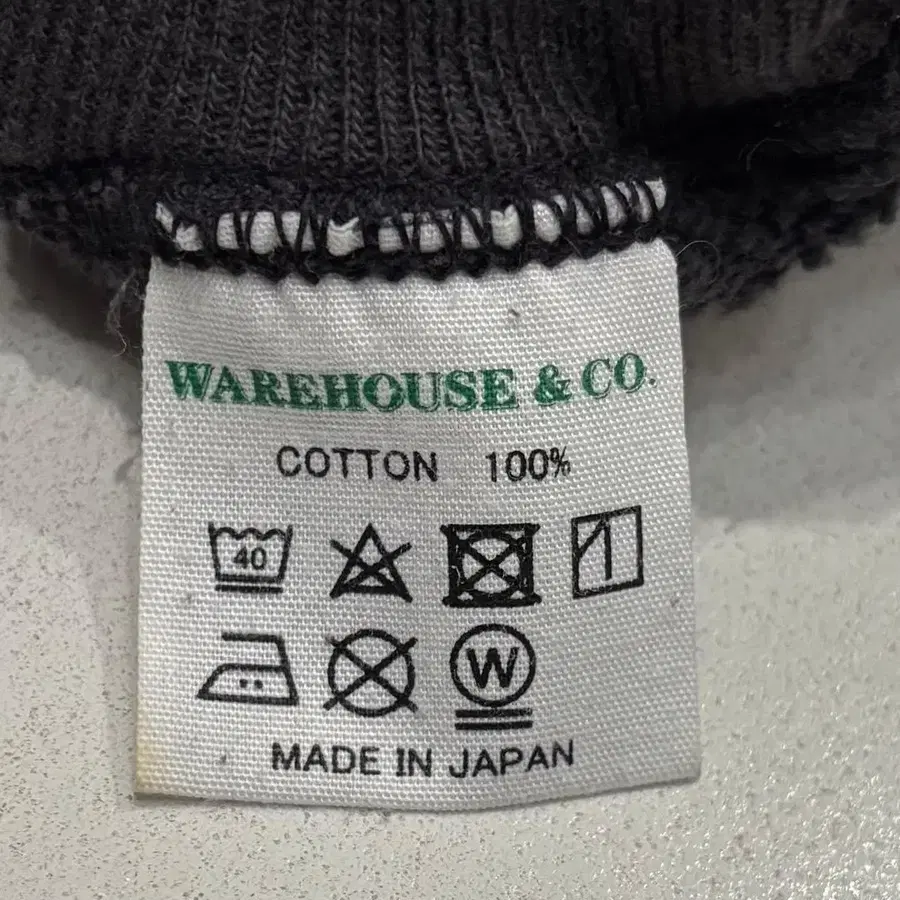 WAREHOUSE & CO.
COTTON 100%
40
W
MADE IN JAPAN